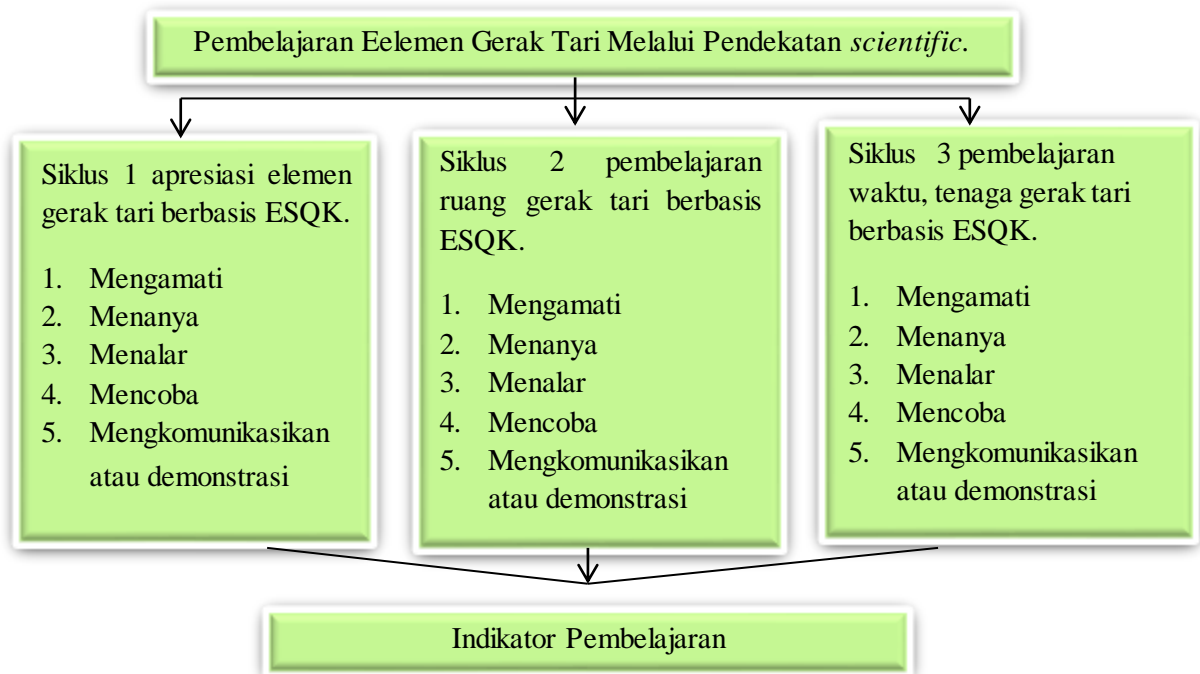 Pembelajaran Eelemen Gerak Tari Melalui Pendekatan scientific.
Siklus 1 apresiasi elemen
gerak tari berbasis ESQK.
1. Mengamati
2. Menanya
3. Menalar
4. Mencoba
5. Mengkomunikasikan
atau demonstrasi
Siklus 2 pembelajaran
ruang gerak tari berbasis
ESQK.
1. Mengamati
2. Menanya
3. Menalar
4. Mencoba
5. Mengkomunikasikan
atau demonstrasi
Siklus 3 pembelajaran
waktu, tenaga gerak tari
berbasis ESQK.
1. Mengamati
2. Menanya
3. Menalar
4. Mencoba
5. Mengkomunikasikan
atau demonstrasi
Indikator Pembelajaran